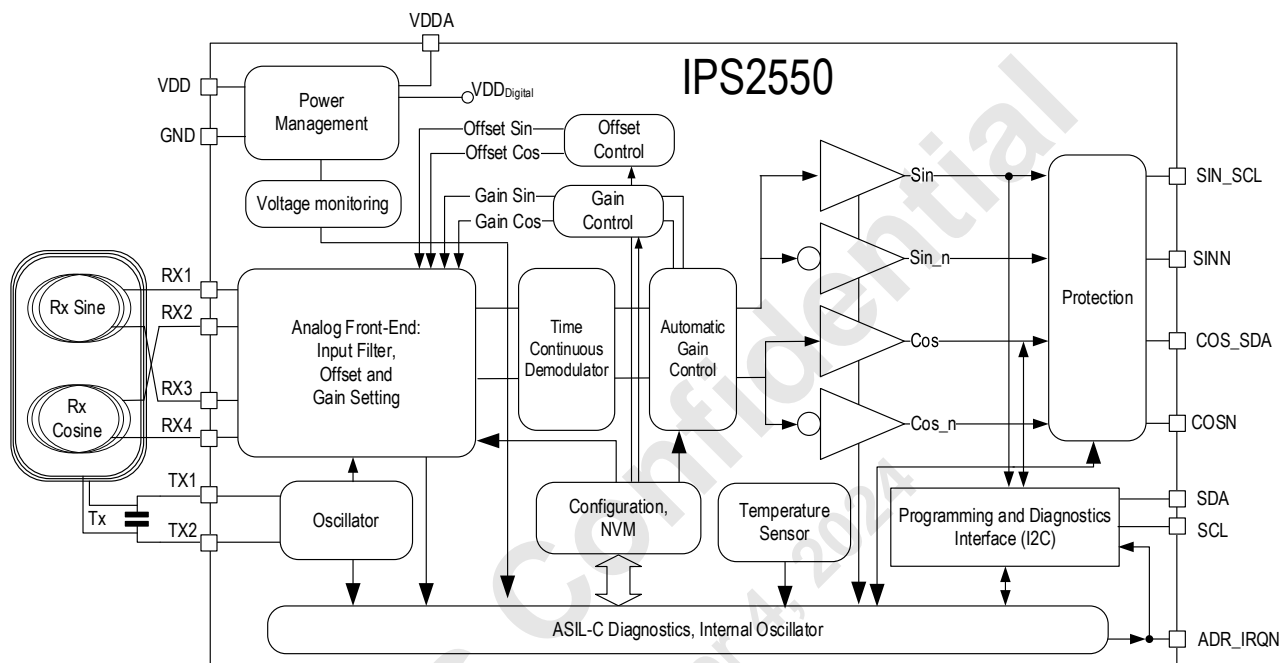 VDDA
IPS2550
VDD
GND
Power
Management
VDDDigital
Offset Sin
Offset Cos
Offset
Control
Voltage monitoring
Gain Sin
Gain Cos
Gain
Control
Sin
SIN_SCL
Sin_n
SINN
Protection
Cos
COS_SDA
Cos_n
COSN
Rx Sine
Rx
Cosine
RX1
RX2
RX3
RX4
Analog Front-End:
Input Filter,
Offset and
Gain Setting
Time
Continuous
Demodulator
Automatic
Gain
Control
TX1
Tx
TX2
Oscillator
Configuration,
NVM
Temperature
Sensor
Programming and Diagnostics
Interface (I2C)
SDA
SCL
ASIL-C Diagnostics, Internal Oscillator
ADR_IRQN
Confidential
4, 2024